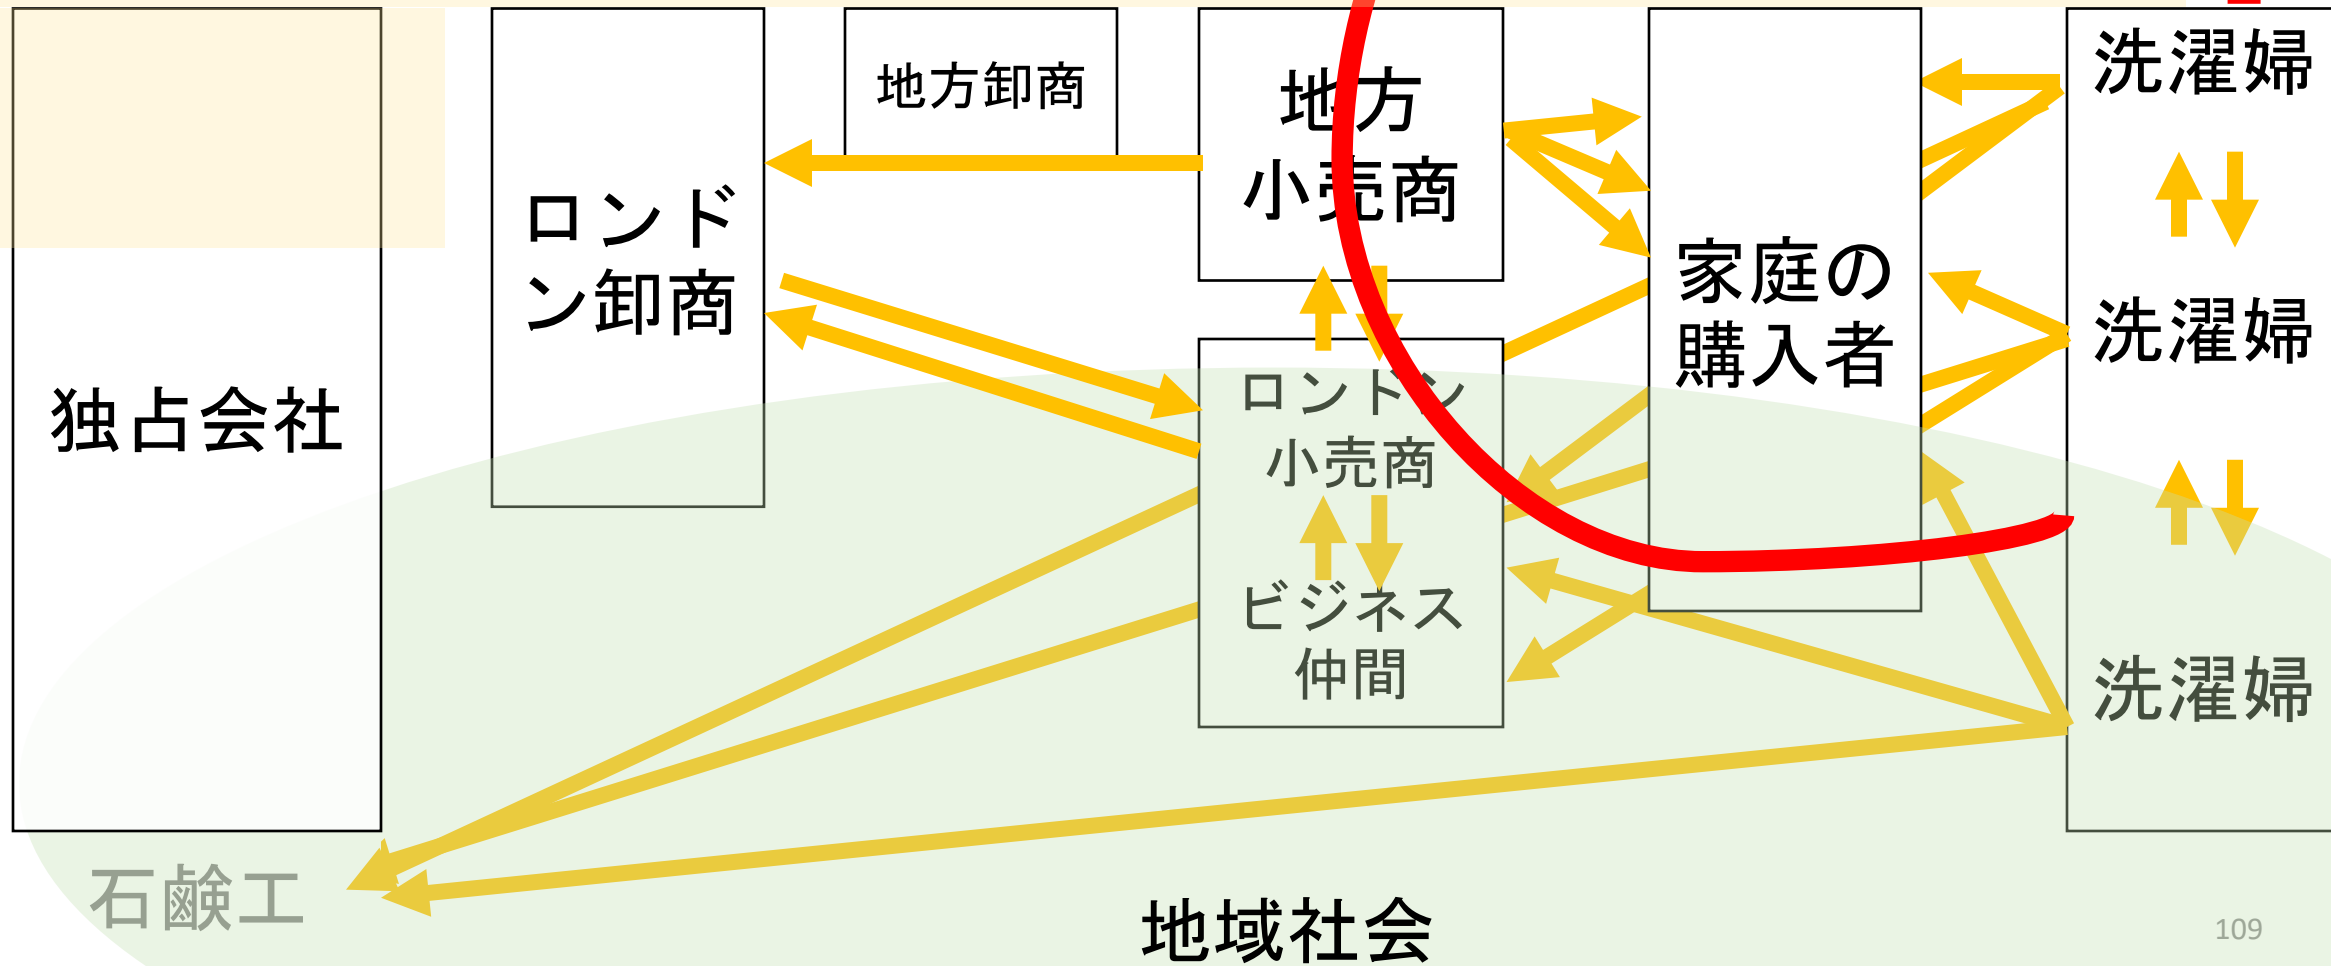 独占会社
ロンド
ン卸商
地方卸商
地方
小売商
ロンドン
小売商
ビジネス
仲間
家庭の
購入者
洗濯婦
洗濯婦
洗濯婦
石鹸工
地域社会
109